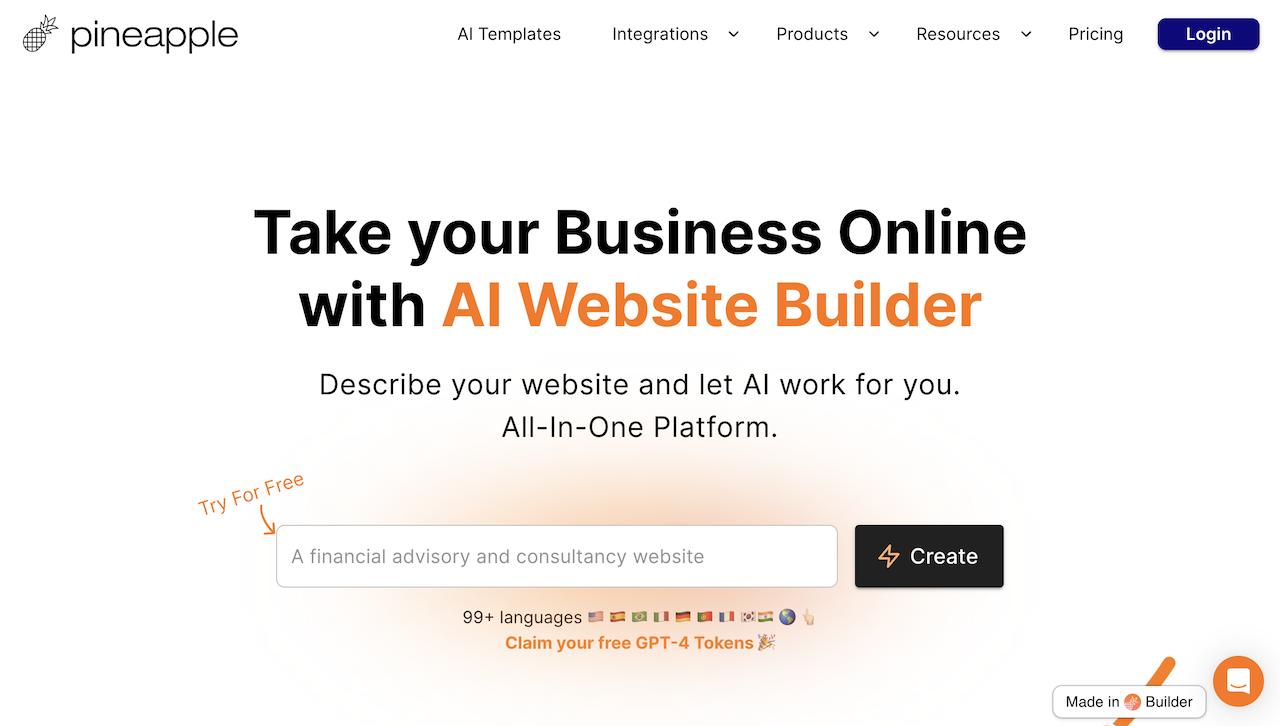 pineapple
AI Templates
Integrations
Products
Resources
Pricing
Login
Take your Business Online
with AI Website Builder
Describe your website and let AI work for you.
All-In-One Platform.
Try For Free
A financial advisory and consultancy website
Create
99+ languages
Claim your free GPT-4 Tokens
Made in Builder